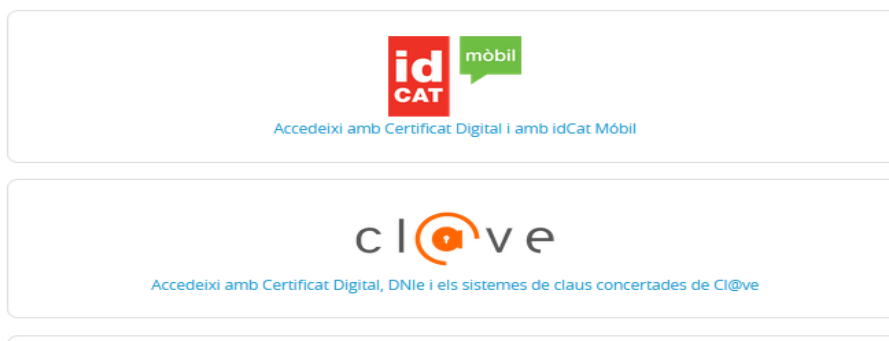 id
CAT
mòbil
Accedeixi amb Certificat Digital i amb idCat Móbil
cl@ve
Accedeixi amb Certificat Digital, DNIe i els sistemes de claus concertades de Cl@ve